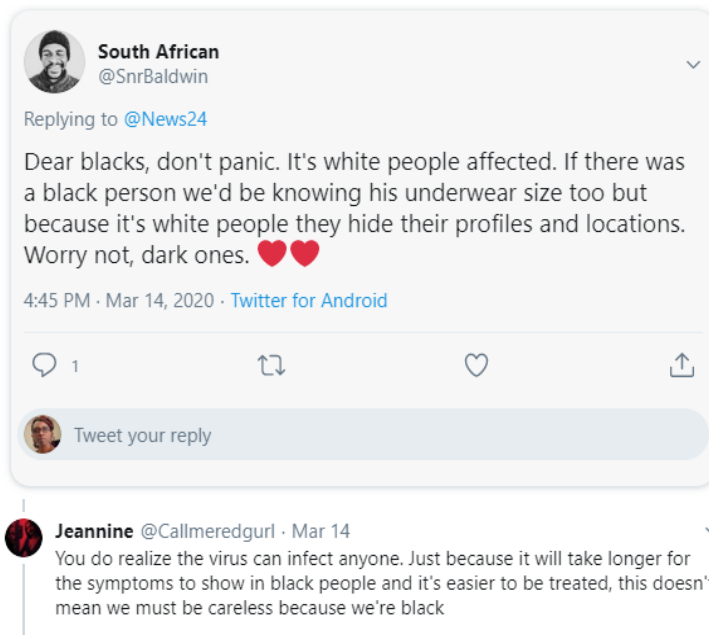 South African
@SnrBaldwin
Replying to @News24
Dear blacks, don't panic. It's white people affected. If there was
a black person we'd be knowing his underwear size too but
because it's white people they hide their profiles and locations.
Worry not, dark ones. ❤️❤️
4:45 PM · Mar 14, 2020 · Twitter for Android
1
Tweet your reply
Jeannine @Callmeredgurl · Mar 14
You do realize the virus can infect anyone. Just because it will take longer for
the symptoms to show in black people and it's easier to be treated, this doesn'
mean we must be careless because we're black